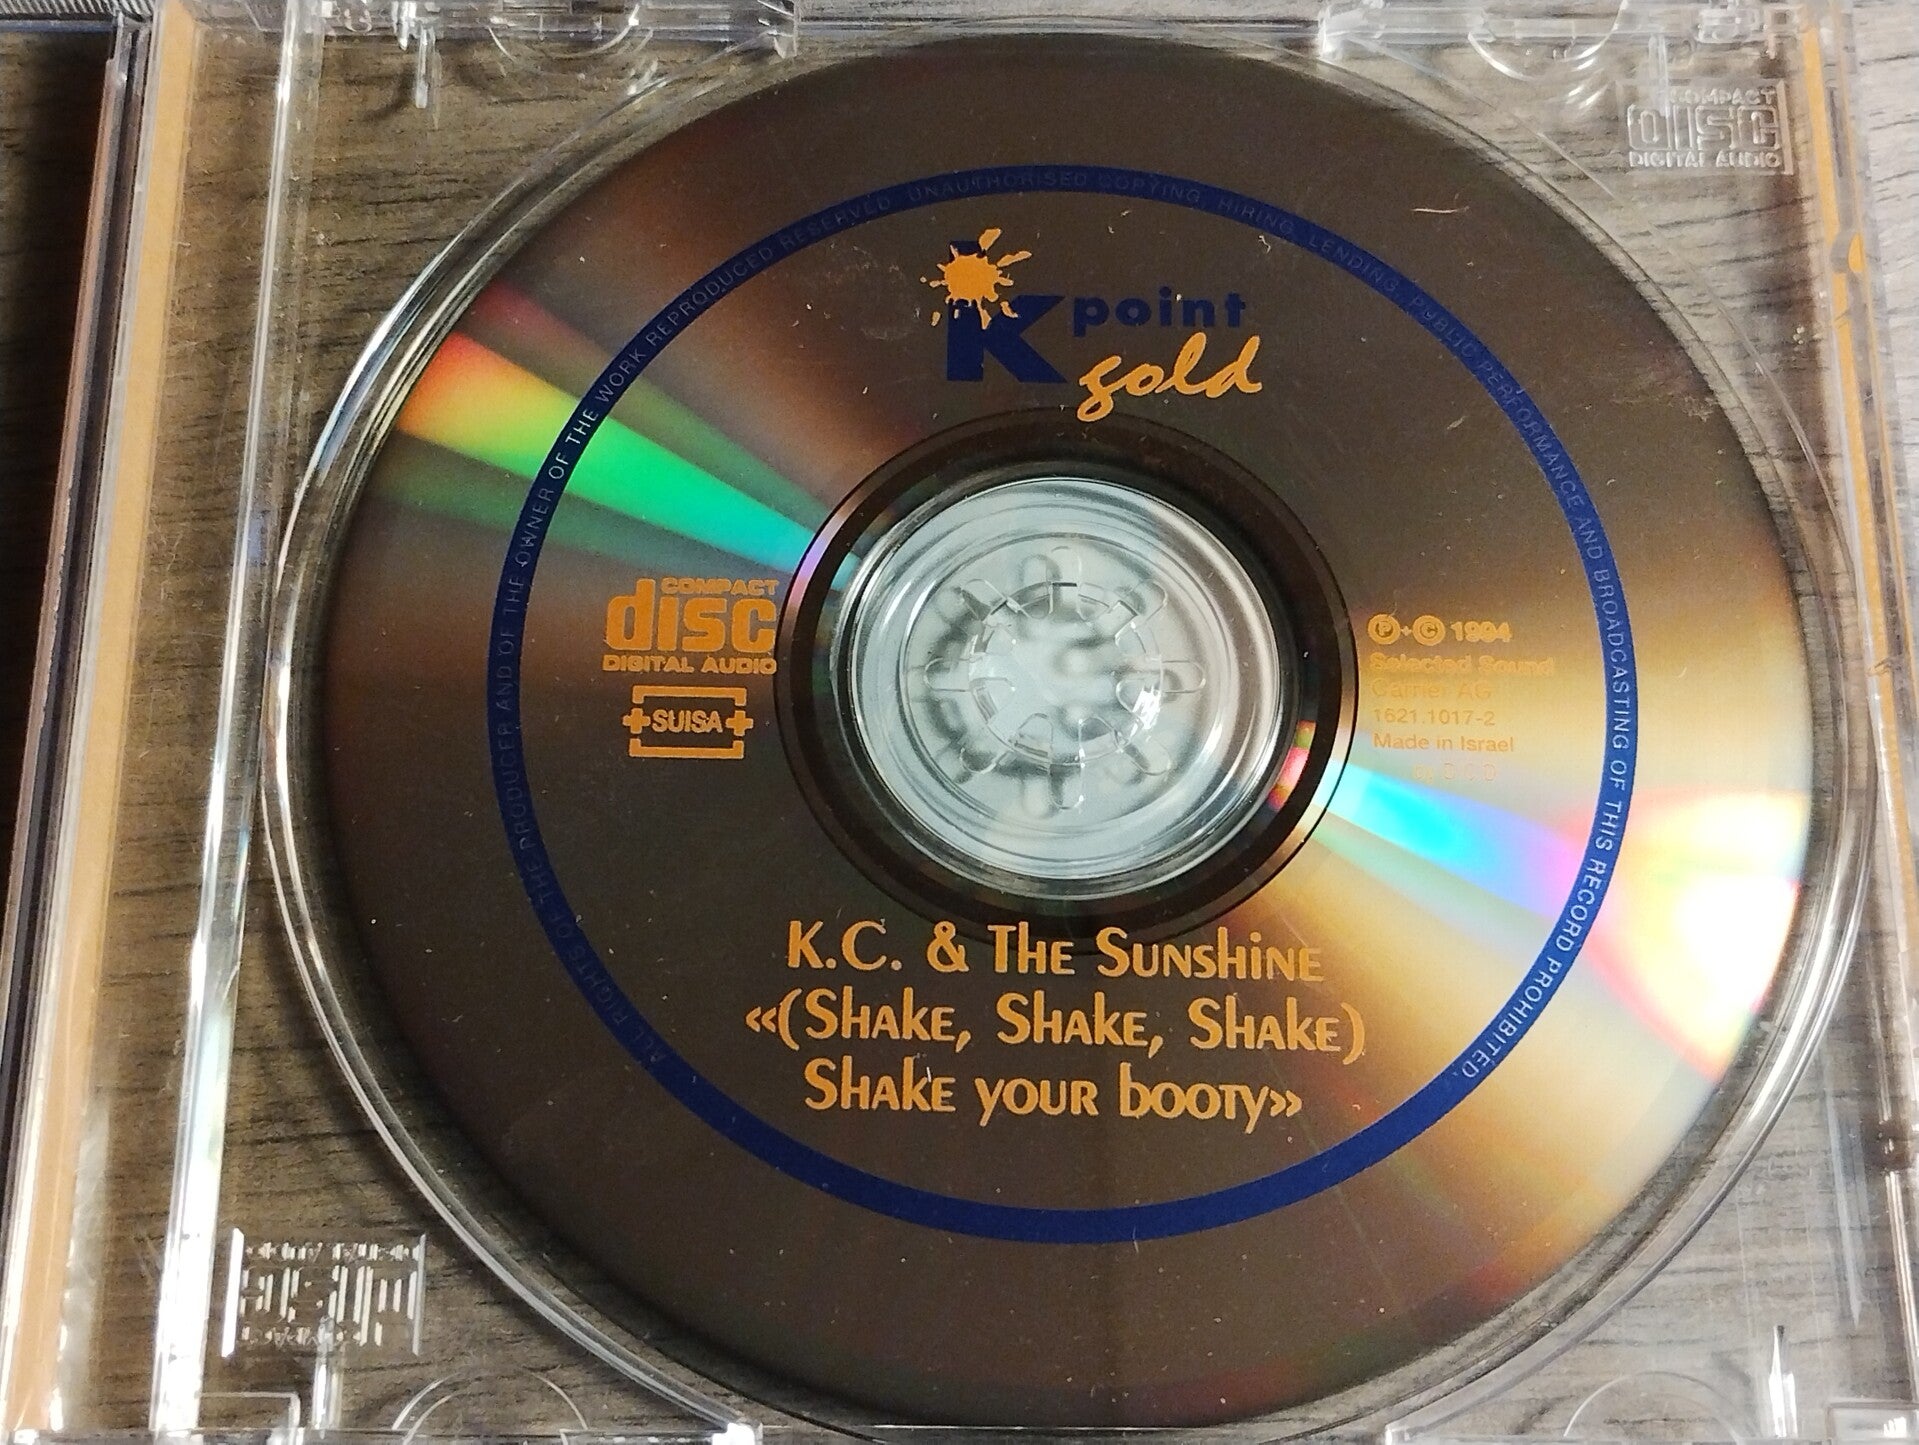 COMPACT
disc
DIGITAL AUDIO
K point
gold
COMPACT
disc
DIGITAL AUDIO
SUISA
Ⓟ+© 1994
Selected Sound
Carrier AG
1621.1017-2
Made in Israel
by D C D
K.C. & The Sunshine
«(Shake, Shake, Shake)
Shake your booty»
ALL RIGHTS OF THE PRODUCER AND OF THE OWNER OF THE WORK REPRODUCED RESERVED. UNAUTHORISED COPYING, HIRING, LENDING, PUBLIC PERFORMANCE AND BROADCASTING OF THIS RECORD PROHIBITED.